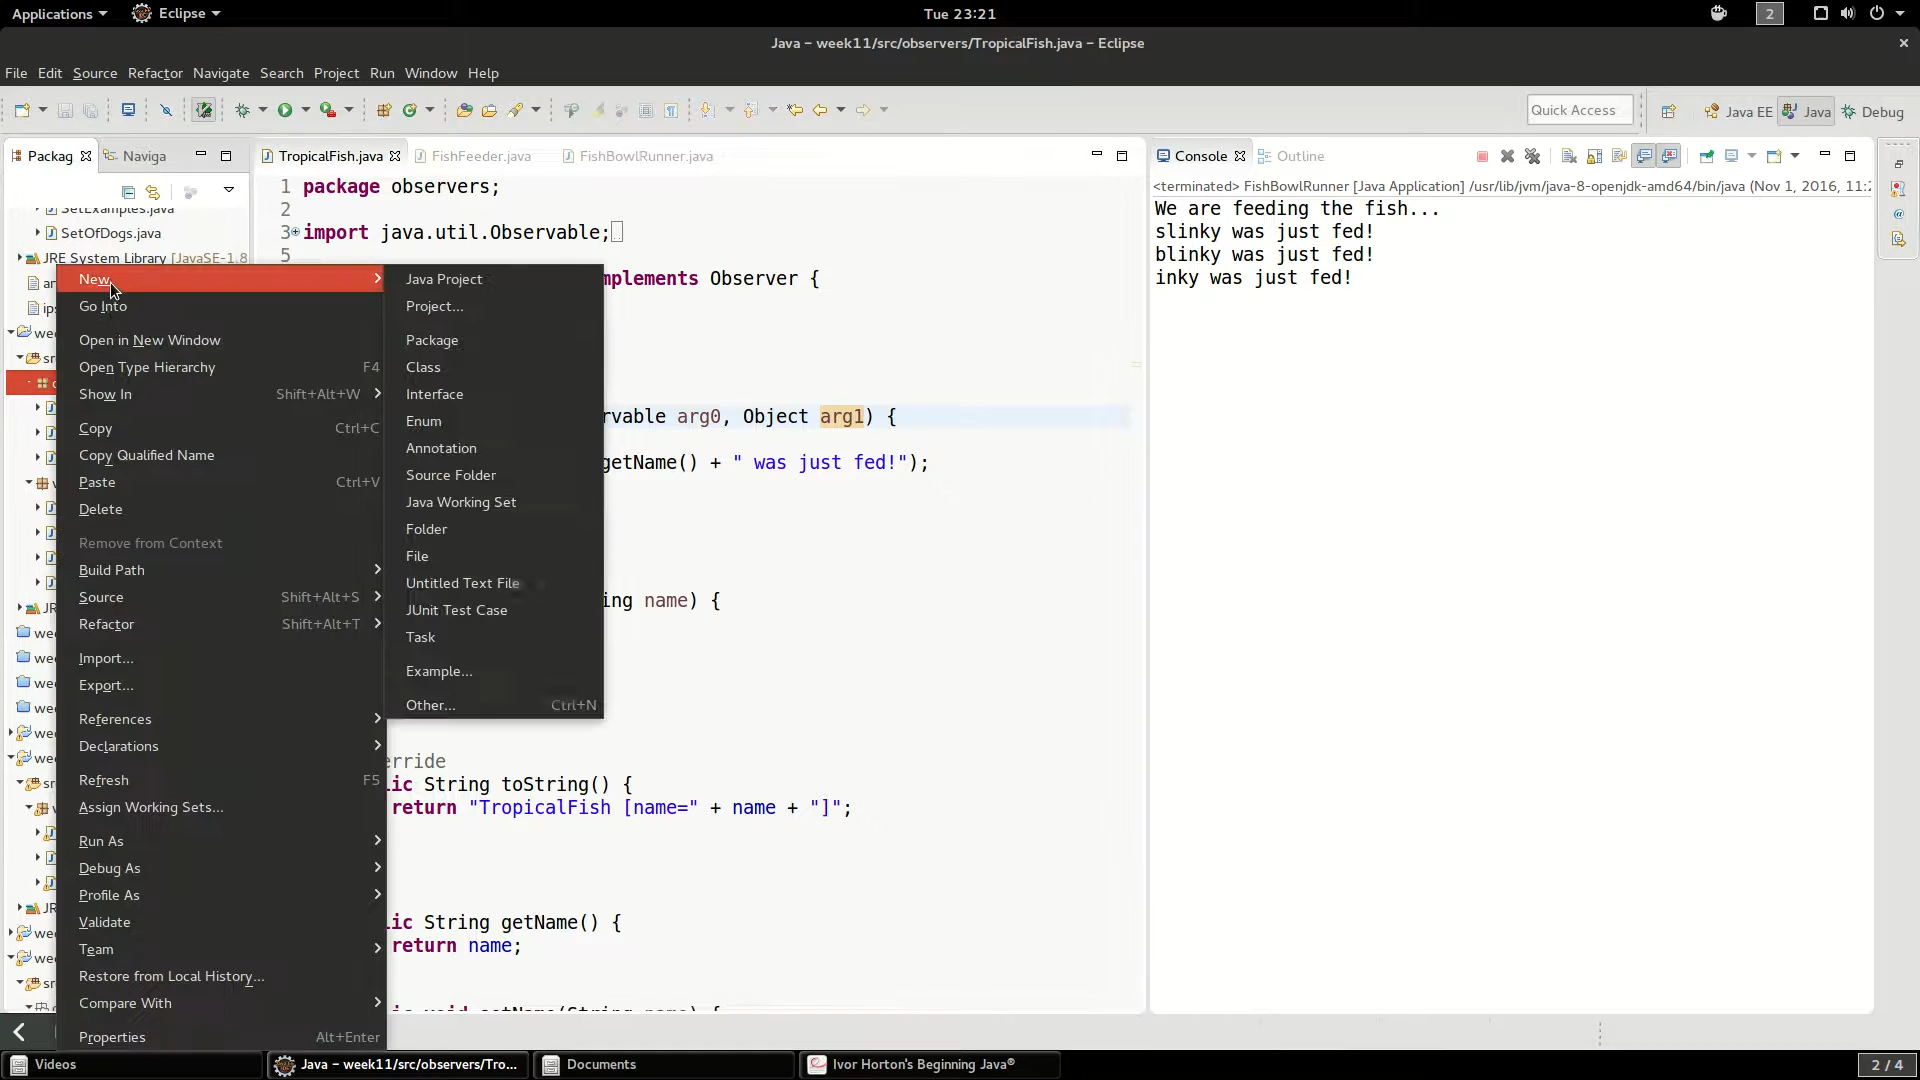 Applications
Eclipse
Tue 23:21
2
Java – week11/src/observers/TropicalFish.java – Eclipse
File Edit Source Refactor Navigate Search Project Run Window Help
Quick Access
Java EE
Java
Debug
Packag
Naviga
SetExamples.java
SetOfDogs.java
JRE System Library [JavaSE-1.8
TropicalFish.java
FishFeeder.java
FishBowlRunner.java
1 package observers;
2
3 import java.util.Observable;
5
mplements Observer {
rvable arg0, Object arg1) {
getName() + " was just fed!");
ing name) {
erride
ic String toString() {
return "TropicalFish [name=" + name + "]";
ic String getName() {
return name;
New
Go Into
Open in New Window
Open Type Hierarchy F4
Show In Shift+Alt+W
Copy Ctrl+C
Copy Qualified Name
Paste Ctrl+V
Delete
Remove from Context
Build Path
Source Shift+Alt+S
Refactor Shift+Alt+T
Import...
Export...
References
Declarations
Refresh F5
Assign Working Sets...
Run As
Debug As
Profile As
Validate
Team
Restore from Local History...
Compare With
Properties Alt+Enter
Java Project
Project...
Package
Class
Interface
Enum
Annotation
Source Folder
Java Working Set
Folder
File
Untitled Text File
JUnit Test Case
Task
Example...
Other... Ctrl+N
Console
Outline
<terminated> FishBowlRunner [Java Application] /usr/lib/jvm/java-8-openjdk-amd64/bin/java (Nov 1, 2016, 11:2
We are feeding the fish...
slinky was just fed!
blinky was just fed!
inky was just fed!
Videos
Java – week11/src/observers/Tro...
Documents
Ivor Horton's Beginning Java®
2 / 4